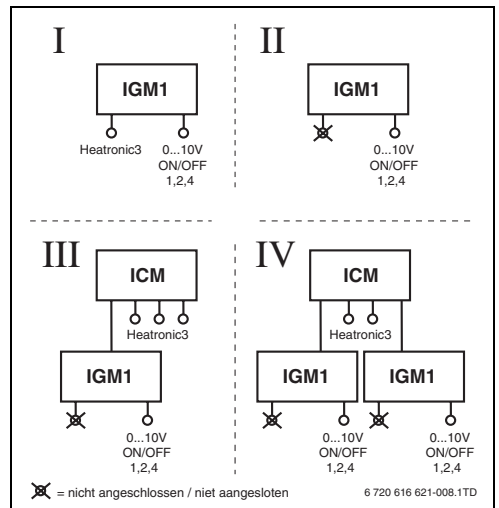 I
IGM1
Heatronic3
0...10V
ON/OFF
1,2,4
II
IGM1
0...10V
ON/OFF
1,2,4
III
ICM
Heatronic3
IGM1
0...10V
ON/OFF
1,2,4
IV
ICM
Heatronic3
IGM1
IGM1
0...10V
ON/OFF
1,2,4
0...10V
ON/OFF
1,2,4
= nicht angeschlossen / niet aangesloten
6 720 616 621-008.1TD